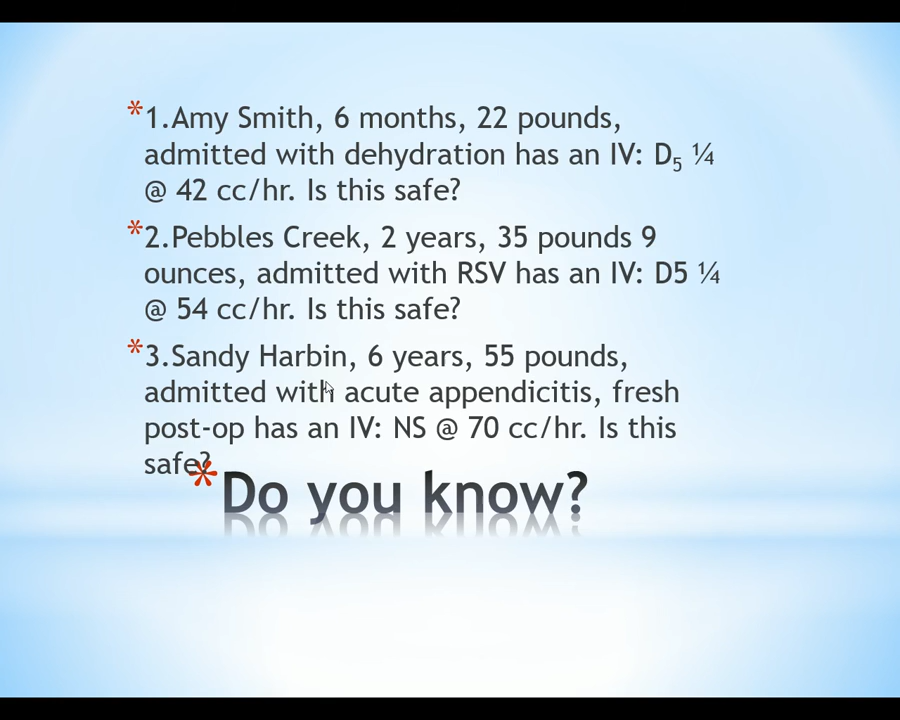 * 1.Amy Smith, 6 months, 22 pounds,
admitted with dehydration has an IV: D₅ ¼
@ 42 cc/hr. Is this safe?
* 2.Pebbles Creek, 2 years, 35 pounds 9
ounces, admitted with RSV has an IV: D5 ¼
@ 54 cc/hr. Is this safe?
* 3.Sandy Harbin, 6 years, 55 pounds,
admitted with acute appendicitis, fresh
post-op has an IV: NS @ 70 cc/hr. Is this
safe?
* Do you know?